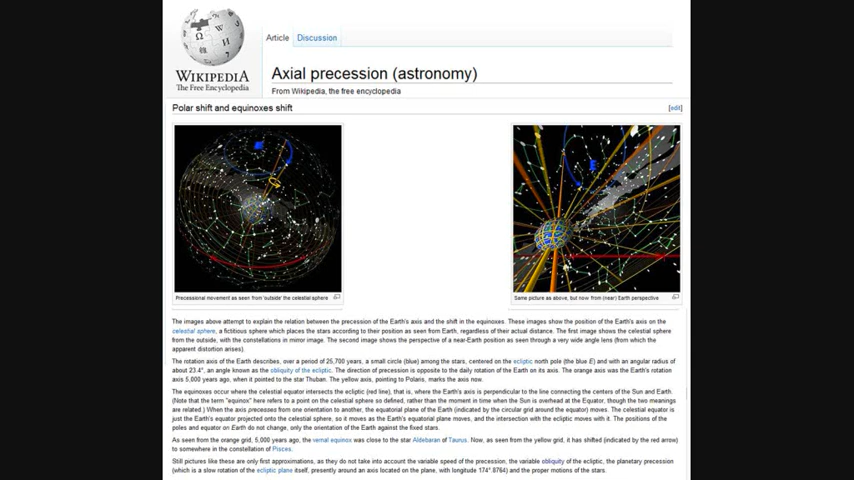 Ω W И
WIKIPEDIA
The Free Encyclopedia
Article Discussion
Axial precession (astronomy)
From Wikipedia, the free encyclopedia
Polar shift and equinoxes shift [edit]
E
E
Precessional movement as seen from 'outside' the celestial sphere
Same picture as above, but now from (near) Earth perspective
The images above attempt to explain the relation between the precession of the Earth's axis and the shift in the equinoxes. These images show the position of the Earth's axis on the
celestial sphere, a fictitious sphere which places the stars according to their position as seen from Earth, regardless of their actual distance. The first image shows the celestial sphere
from the outside, with the constellations in mirror image. The second image shows the perspective of a near-Earth position as seen through a very wide angle lens (from which the
apparent distortion arises).
The rotation axis of the Earth describes, over a period of 25,700 years, a small circle (blue) among the stars, centered on the ecliptic north pole (the blue E) and with an angular radius of
about 23.4°, an angle known as the obliquity of the ecliptic. The direction of precession is opposite to the daily rotation of the Earth on its axis. The orange axis was the Earth's rotation
axis 5,000 years ago, when it pointed to the star Thuban. The yellow axis, pointing to Polaris, marks the axis now.
The equinoxes occur where the celestial equator intersects the ecliptic (red line), that is, where the Earth's axis is perpendicular to the line connecting the centers of the Sun and Earth.
(Note that the term "equinox" here refers to a point on the celestial sphere so defined, rather than the moment in time when the Sun is overhead at the Equator, though the two meanings
are related.) When the axis precesses from one orientation to another, the equatorial plane of the Earth (indicated by the circular grid around the equator) moves. The celestial equator is
just the Earth's equator projected onto the celestial sphere, so it moves as the Earth's equatorial plane moves, and the intersection with the ecliptic moves with it. The positions of the
poles and equator on Earth do not change, only the orientation of the Earth against the fixed stars.
As seen from the orange grid, 5,000 years ago, the vernal equinox was close to the star Aldebaran of Taurus. Now, as seen from the yellow grid, it has shifted (indicated by the red arrow)
to somewhere in the constellation of Pisces.
Still pictures like these are only first approximations, as they do not take into account the variable speed of the precession, the variable obliquity of the ecliptic, the planetary precession
(which is a slow rotation of the ecliptic plane itself, presently around an axis located on the plane, with longitude 174°.8764) and the proper motions of the stars.